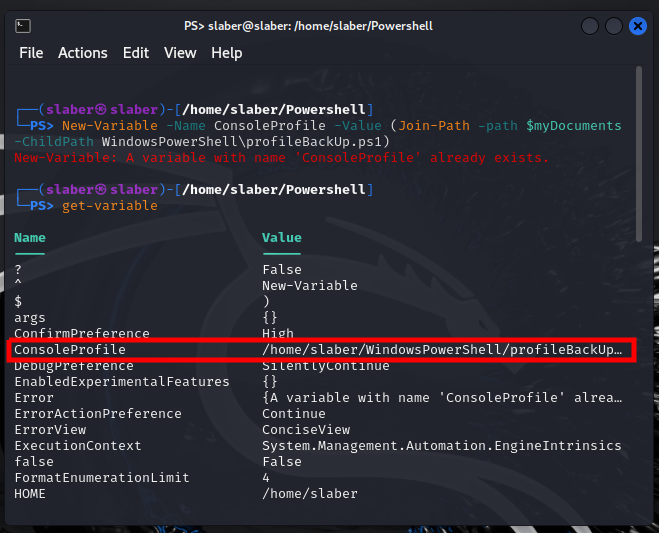 PS> slaber@slaber: /home/slaber/Powershell
File Actions Edit View Help
┌──(slaber㉿slaber)-[/home/slaber/Powershell]
└─PS> New-Variable -Name ConsoleProfile -Value (Join-Path -path $myDocuments
-ChildPath WindowsPowerShell\profileBackUp.ps1)
New-Variable: A variable with name 'ConsoleProfile' already exists.
┌──(slaber㉿slaber)-[/home/slaber/Powershell]
└─PS> get-variable
Name Value
---- -----
? False
^ New-Variable
$ )
args {}
ConfirmPreference High
ConsoleProfile /home/slaber/WindowsPowerShell/profileBackUp…
DebugPreference SilentlyContinue
EnabledExperimentalFeatures {}
Error {A variable with name 'ConsoleProfile' alrea…
ErrorActionPreference Continue
ErrorView ConciseView
ExecutionContext System.Management.Automation.EngineIntrinsics
false False
FormatEnumerationLimit 4
HOME /home/slaber